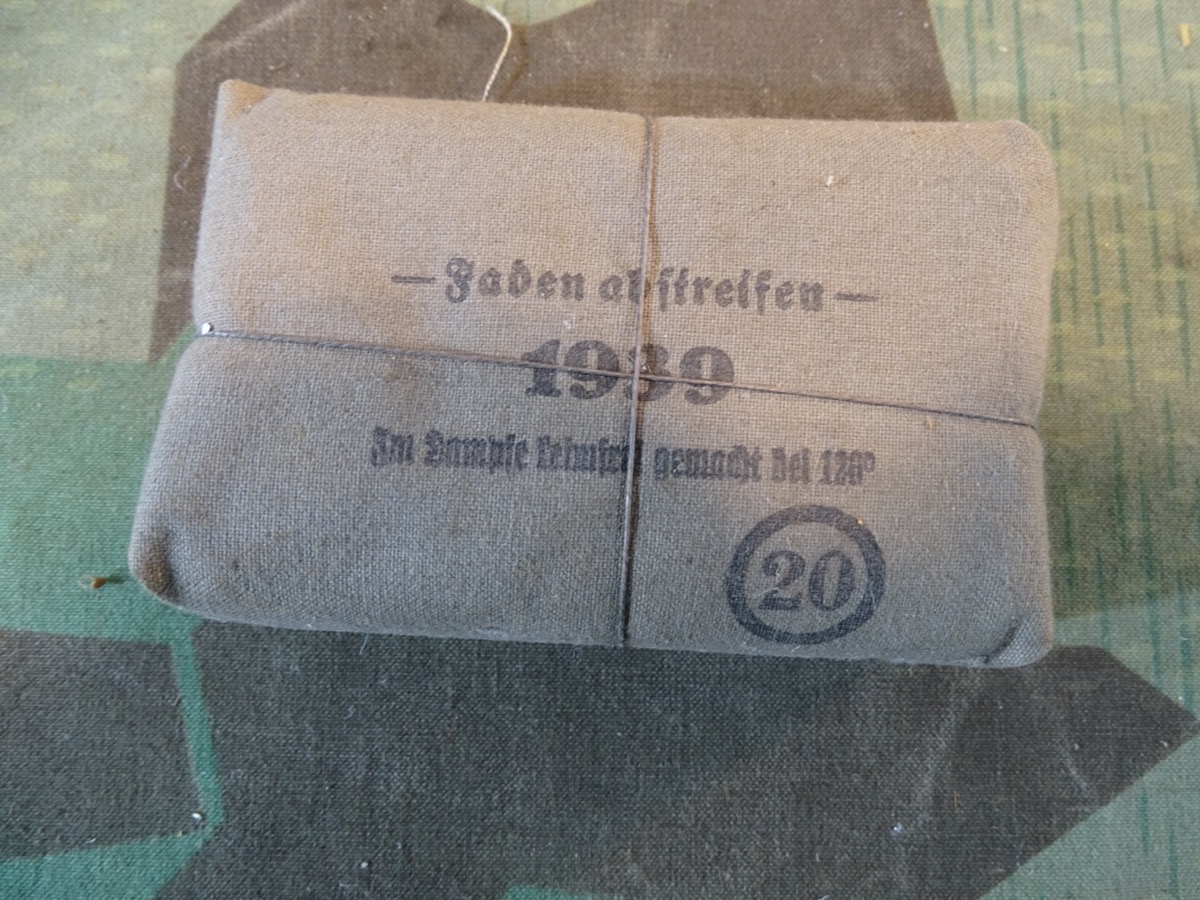 — Faden abstreifen —
1939
Im Dampfe keimfrei gemacht bei 120°
20